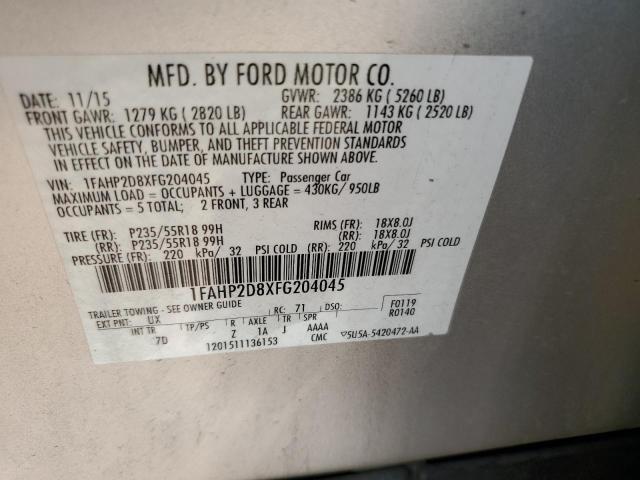 MFD. BY FORD MOTOR CO.
DATE: 11/15 GVWR: 2386 KG ( 5260 LB)
FRONT GAWR: 1279 KG ( 2820 LB) REAR GAWR: 1143 KG ( 2520 LB)
THIS VEHICLE CONFORMS TO ALL APPLICABLE FEDERAL MOTOR
VEHICLE SAFETY, BUMPER, AND THEFT PREVENTION STANDARDS
IN EFFECT ON THE DATE OF MANUFACTURE SHOWN ABOVE.
VIN: 1FAHP2D8XFG204045 TYPE: Passenger Car
MAXIMUM LOAD = OCCUPANTS + LUGGAGE = 430KG/ 950LB
OCCUPANTS = 5 TOTAL; 2 FRONT, 3 REAR
TIRE (FR): P235/55R18 99H RIMS (FR): 18X8.0J
(RR): P235/55R18 99H (RR): 18X8.0J
PRESSURE (FR): 220 kPa/ 32 PSI COLD (RR): 220 kPa/ 32 PSI COLD
1FAHP2D8XFG204045
TRAILER TOWING - SEE OWNER GUIDE
EXT PNT: UX RC: 71 DSO: F0119
R0140
INT TR TP/PS R AXLE TR SPR
7D Z 1A J AAAA
CMC
1201511136153 5U5A-5420472-AA